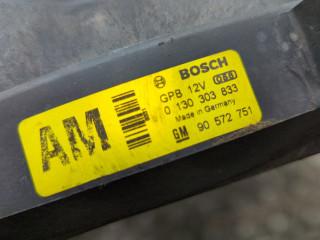 AM
BOSCH
GPB 12V
0 130 303 833
Made in Germany
GM 90 572 751